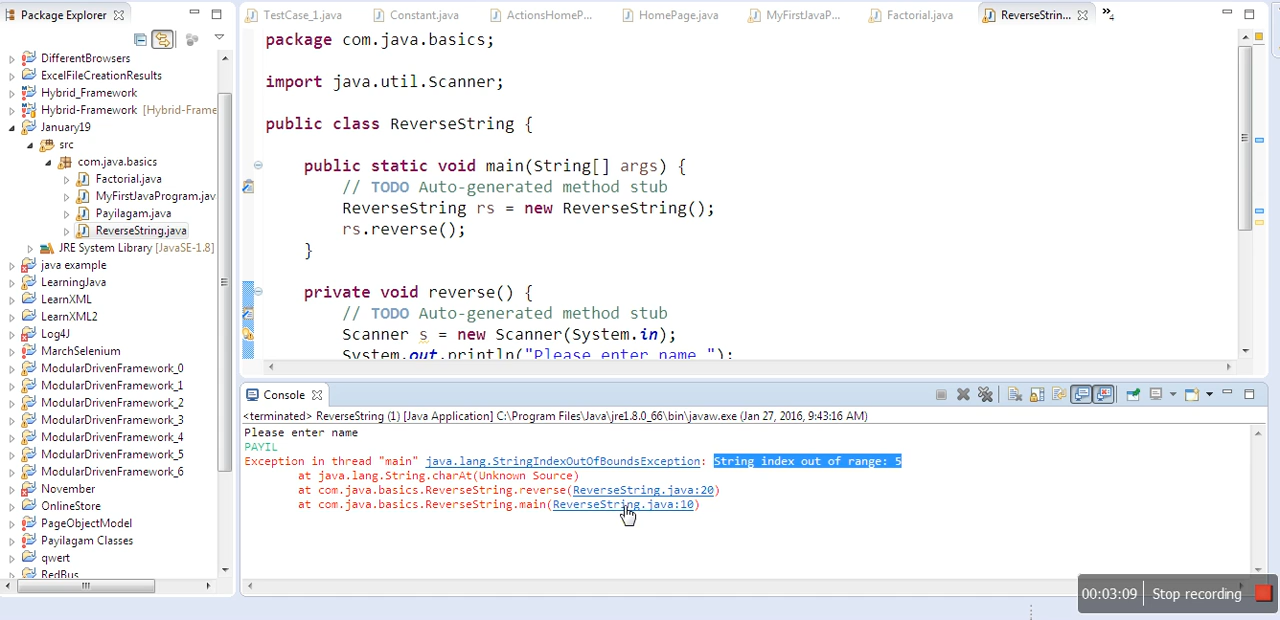 Package Explorer
TestCase_1.java
Constant.java
ActionsHomeP...
HomePage.java
MyFirstJavaP...
Factorial.java
ReverseStrin...
»4
DifferentBrowsers
ExcelFileCreationResults
Hybrid_Framework
Hybrid-Framework [Hybrid-Frame
January19
src
com.java.basics
Factorial.java
MyFirstJavaProgram.jav
Payilagam.java
ReverseString.java
JRE System Library [JavaSE-1.8]
java example
LearningJava
LearnXML
LearnXML2
Log4J
MarchSelenium
ModularDrivenFramework_0
ModularDrivenFramework_1
ModularDrivenFramework_2
ModularDrivenFramework_3
ModularDrivenFramework_4
ModularDrivenFramework_5
ModularDrivenFramework_6
November
OnlineStore
PageObjectModel
Payilagam Classes
qwert
RedBus
package com.java.basics;
import java.util.Scanner;
public class ReverseString {
public static void main(String[] args) {
// TODO Auto-generated method stub
ReverseString rs = new ReverseString();
rs.reverse();
}
private void reverse() {
// TODO Auto-generated method stub
Scanner s = new Scanner(System.in);
System.out.println("Please enter name ");
Console
<terminated> ReverseString (1) [Java Application] C:\Program Files\Java\jre1.8.0_66\bin\javaw.exe (Jan 27, 2016, 9:43:16 AM)
Please enter name
PAYIL
Exception in thread "main" java.lang.StringIndexOutOfBoundsException: String index out of range: 5
at java.lang.String.charAt(Unknown Source)
at com.java.basics.ReverseString.reverse(ReverseString.java:20)
at com.java.basics.ReverseString.main(ReverseString.java:10)
00:03:09 Stop recording